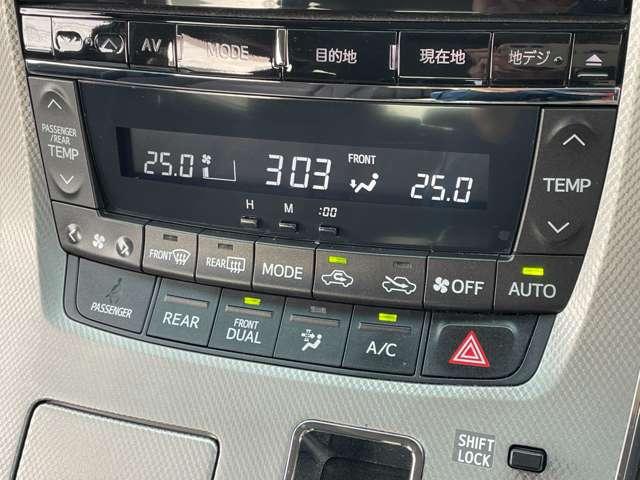 AV MODE 目的地 現在地 地デジ
PASSENGER
/REAR
TEMP
25.0 303 FRONT 25.0
TEMP
H M :00
FRONT REAR MODE OFF AUTO
PASSENGER REAR FRONT DUAL A/C
SHIFT
LOCK